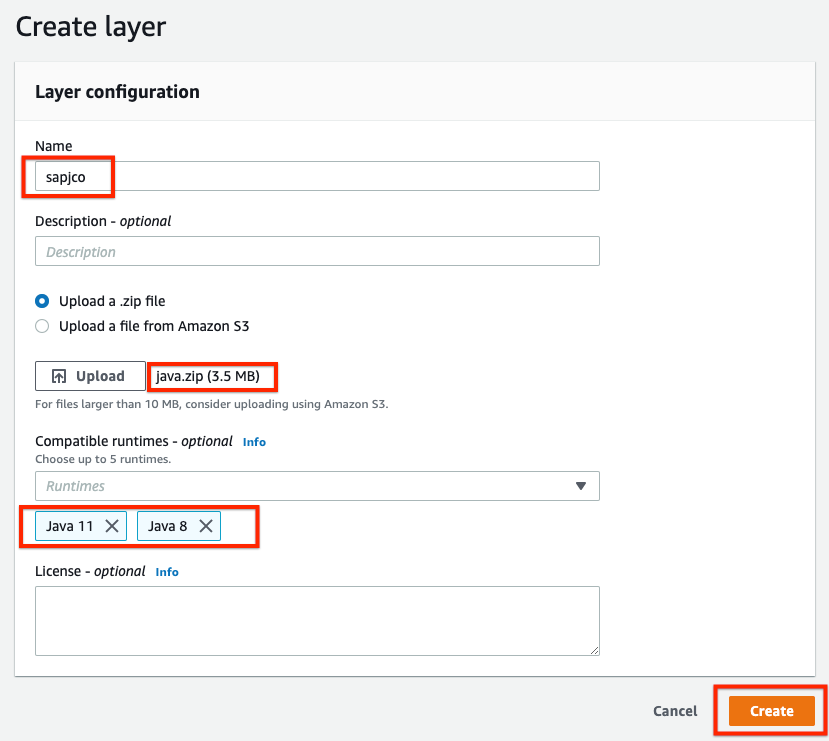 Create layer
Layer configuration
Name
sapjco
Description - optional
Description
Upload a .zip file
Upload a file from Amazon S3
Upload java.zip (3.5 MB)
For files larger than 10 MB, consider uploading using Amazon S3.
Compatible runtimes - optional Info
Choose up to 5 runtimes.
Runtimes
Java 11 Java 8
License - optional Info
Cancel Create